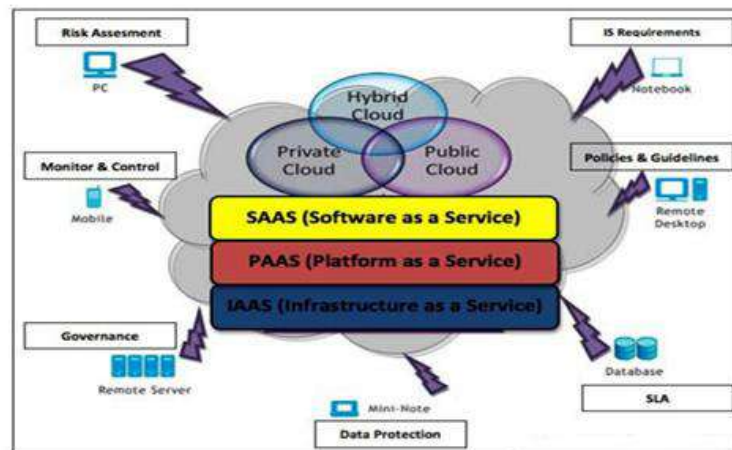 Risk Assesment
IS Requirements
PC
Notebook
Hybrid
Cloud
Private
Cloud
Public
Cloud
Monitor & Control
Policies & Guidelines
Mobile
Remote
Desktop
SAAS (Software as a Service)
PAAS (Platform as a Service)
IAAS (Infrastructure as a Service)
Governance
Remote Server
Database
SLA
Mini-Note
Data Protection